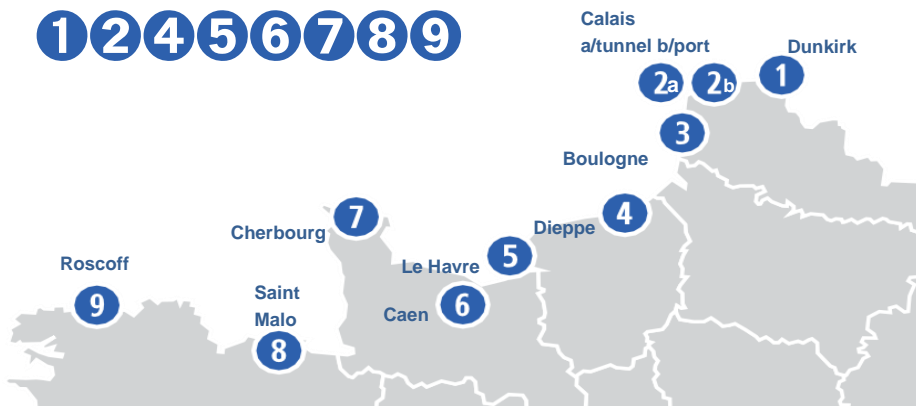 1 2 4 5 6 7 8 9
Calais
a/tunnel b/port
Dunkirk
2a 2b 1
3
Boulogne
4
Dieppe
7
Cherbourg
5
Le Havre
6
Caen
Roscoff
9
Saint
Malo
8